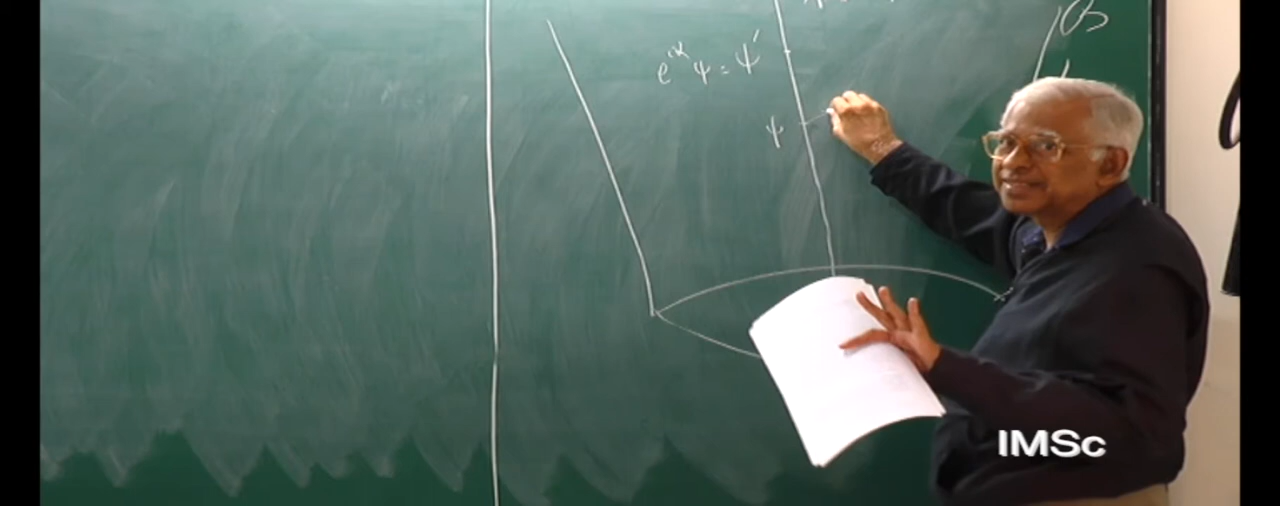 e^{iα} ψ = ψ'
ψ
IMSc